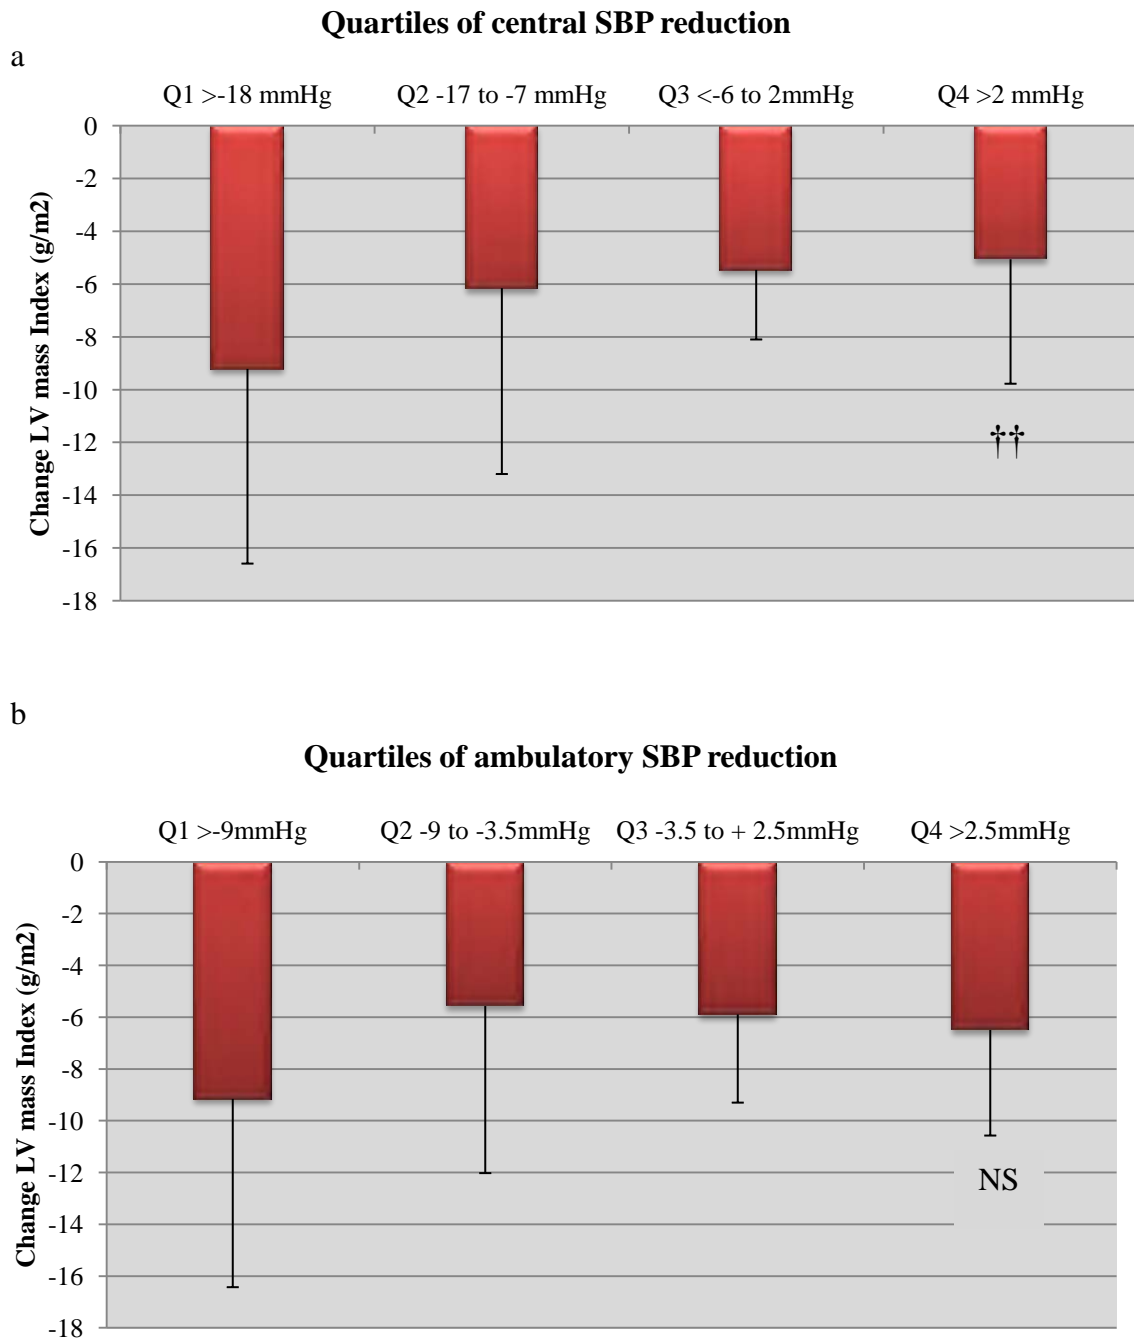 Quartiles of central SBP reduction
a
Q1 >-18 mmHg Q2 -17 to -7 mmHg Q3 <-6 to 2mmHg Q4 >2 mmHg
0
-2
-4
-6
-8
-10
-12
-14
-16
-18
Change LV mass Index (g/m2)
††
b
Quartiles of ambulatory SBP reduction
Q1 >-9mmHg Q2 -9 to -3.5mmHg Q3 -3.5 to + 2.5mmHg Q4 >2.5mmHg
0
-2
-4
-6
-8
-10
-12
-14
-16
-18
Change LV mass Index (g/m2)
NS